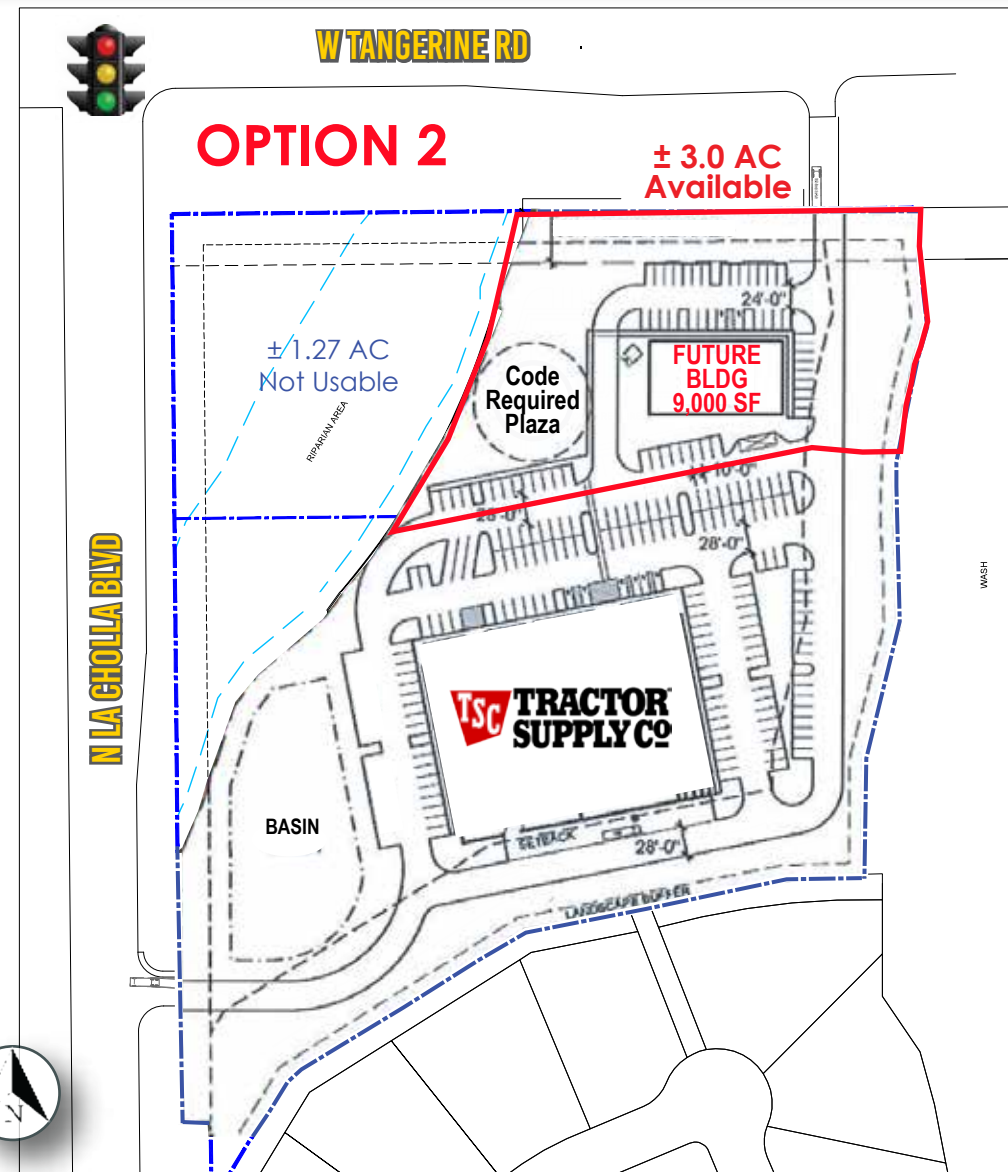 W TANGERINE RD
OPTION 2
± 3.0 AC
Available
24'-0"
± 1.27 AC
Not Usable
RIPARIAN AREA
Code
Required
Plaza
FUTURE
BLDG
9,000 SF
28'-0"
N LA CHOLLA BLVD
WASH
TSC TRACTOR
SUPPLY CO
BASIN
SETBACK
28'-0"
LANDSCAPE BUFFER
N